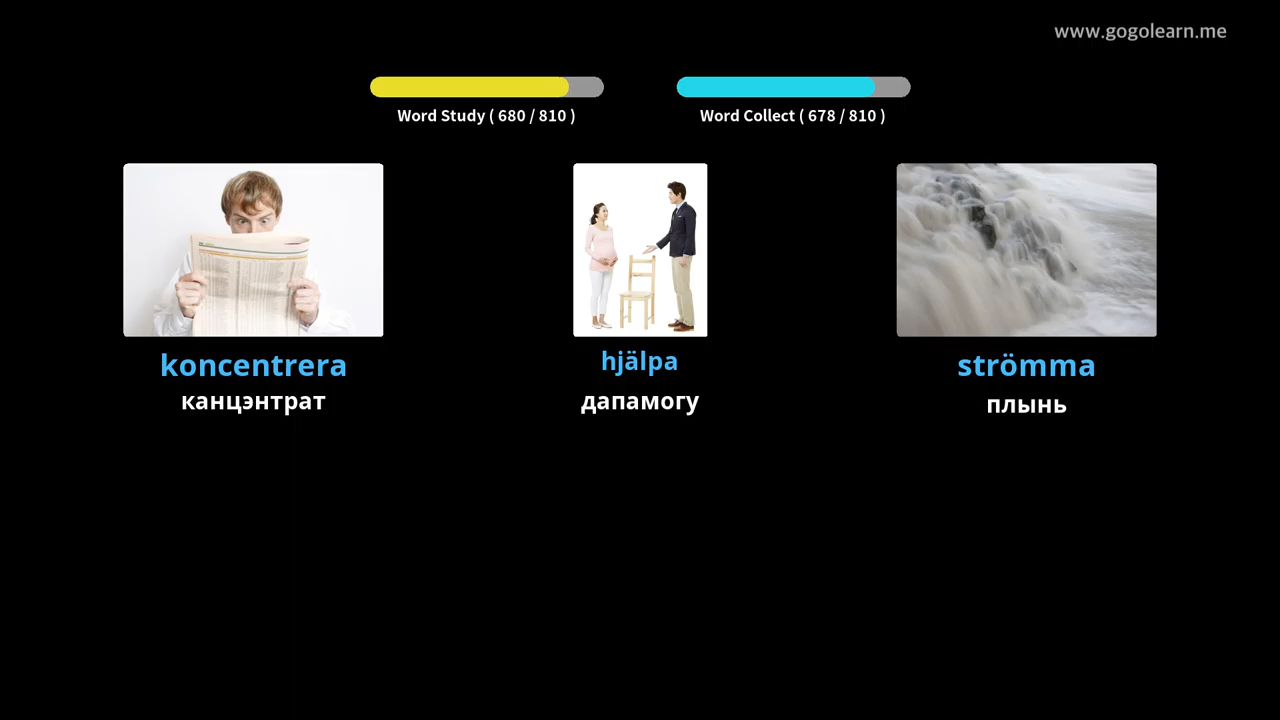 www.gogolearn.me
Word Study ( 680 / 810 )
Word Collect ( 678 / 810 )
koncentrera
канцэнтрат
hjälpa
дапамогу
strömma
плынь